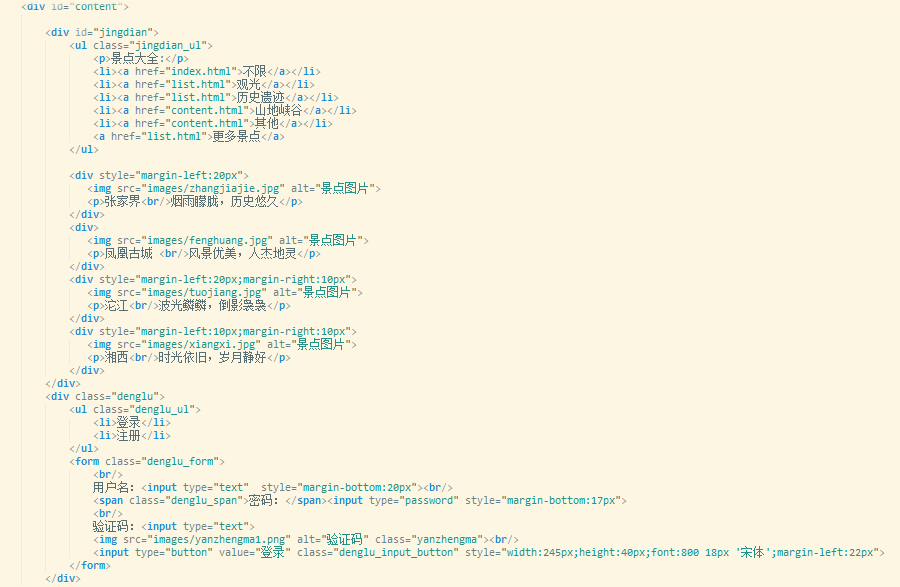 <div id="content">
<div id="jingdian">
<ul class="jingdian_ul">
<p>景点大全:</p>
<li><a href="index.html">不限</a></li>
<li><a href="list.html">观光</a></li>
<li><a href="list.html">历史遗迹</a></li>
<li><a href="content.html">山地峡谷</a></li>
<li><a href="content.html">其他</a></li>
<a href="list.html">更多景点</a>
</ul>
<div style="margin-left:20px">
<img src="images/zhangjiajie.jpg" alt="景点图片">
<p>张家界<br/>烟雨朦胧，历史悠久</p>
</div>
<div>
<img src="images/fenghuang.jpg" alt="景点图片">
<p>凤凰古城 <br/>风景优美，人杰地灵</p>
</div>
<div style="margin-left:20px;margin-right:10px">
<img src="images/tuojiang.jpg" alt="景点图片">
<p>沱江<br/>波光鳞鳞，倒影袅袅</p>
</div>
<div style="margin-left:10px;margin-right:10px">
<img src="images/xiangxi.jpg" alt="景点图片">
<p>湘西<br/>时光依旧，岁月静好</p>
</div>
</div>
<div class="denglu">
<ul class="denglu_ul">
<li>登录</li>
<li>注册</li>
</ul>
<form class="denglu_form">
<br/>
用户名：<input type="text"  style="margin-bottom:20px"><br/>
<span class="denglu_span">密码：</span><input type="password" style="margin-bottom:17px">
<br/>
验证码：<input type="text">
<img src="images/yanzhengma1.png" alt="验证码" class="yanzhengma"><br/>
<input type="button" value="登录" class="denglu_input_button" style="width:245px;height:40px;font:800 18px '宋体';margin-left:22px">
</form>
</div>